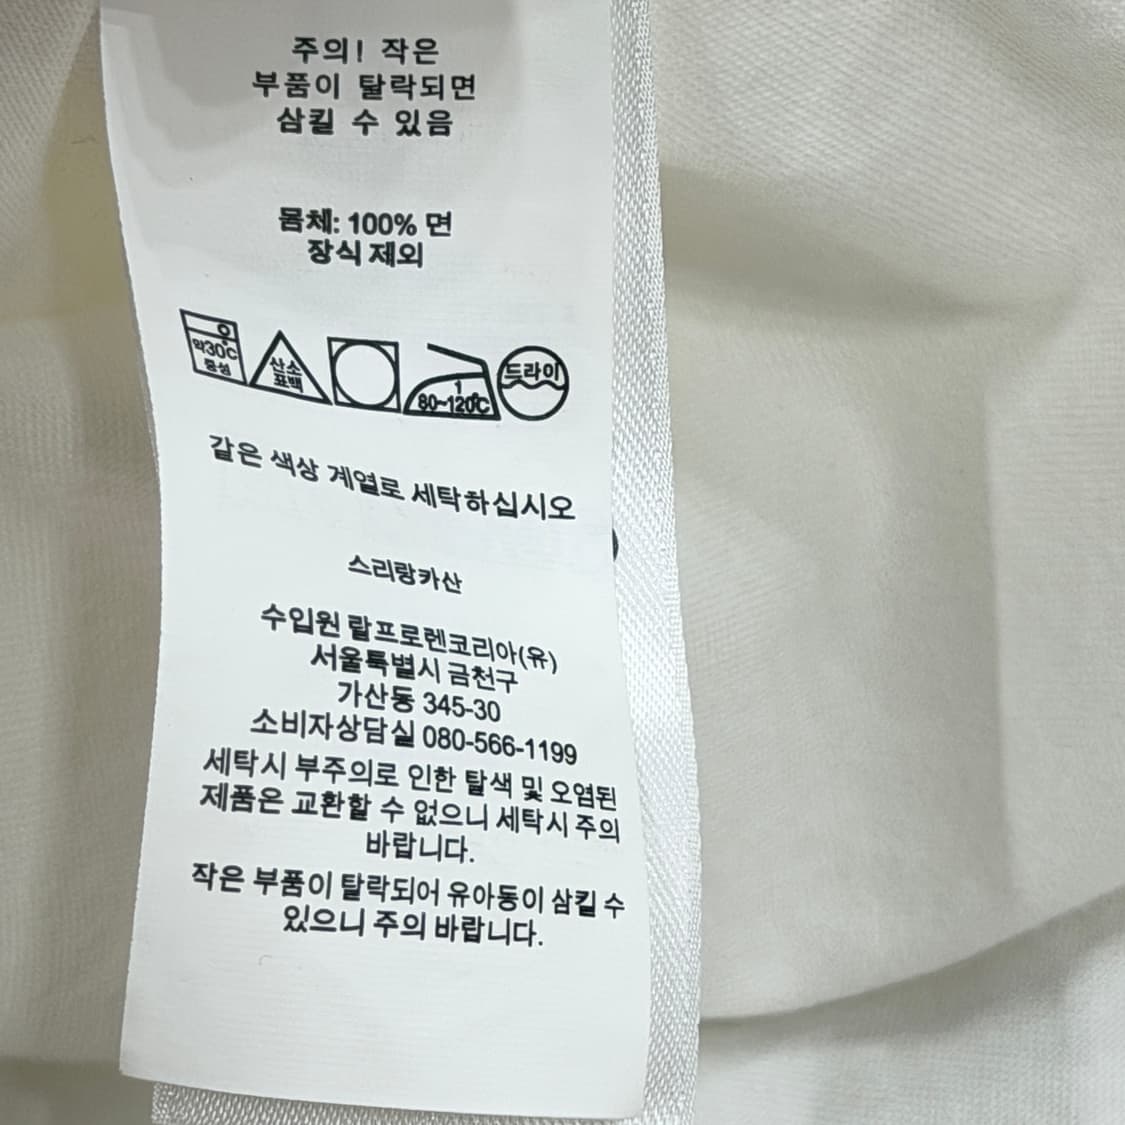 주의! 작은
부품이 탈락되면
삼킬 수 있음
몸체: 100% 면
장식 제외
약30℃
중성
산소
표백
1
80~120℃
드라이
같은 색상 계열로 세탁하십시오
스리랑카산
수입원 랄프로렌코리아(유)
서울특별시 금천구
가산동 345-30
소비자상담실 080-566-1199
세탁시 부주의로 인한 탈색 및 오염된
제품은 교환할 수 없으니 세탁시 주의
바랍니다.
작은 부품이 탈락되어 유아동이 삼킬 수
있으니 주의 바랍니다.